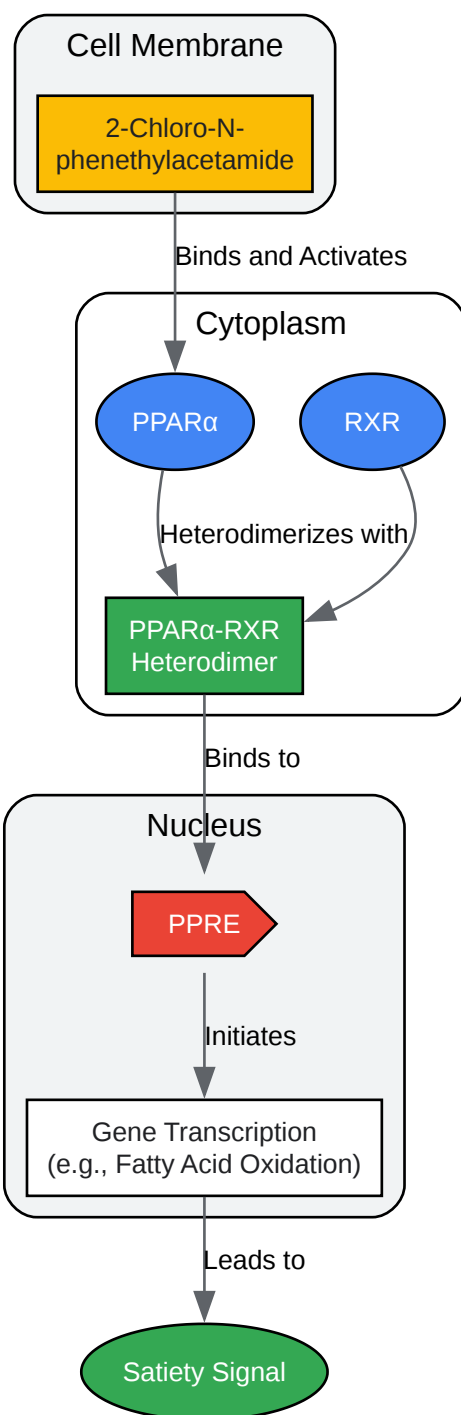 Cell Membrane
2-Chloro-N-
phenethylacetamide
Binds and Activates
Cytoplasm
PPARα
RXR
Heterodimerizes with
PPARα-RXR
Heterodimer
Binds to
Nucleus
PPRE
Initiates
Gene Transcription
(e.g., Fatty Acid Oxidation)
Leads to
Satiety Signal